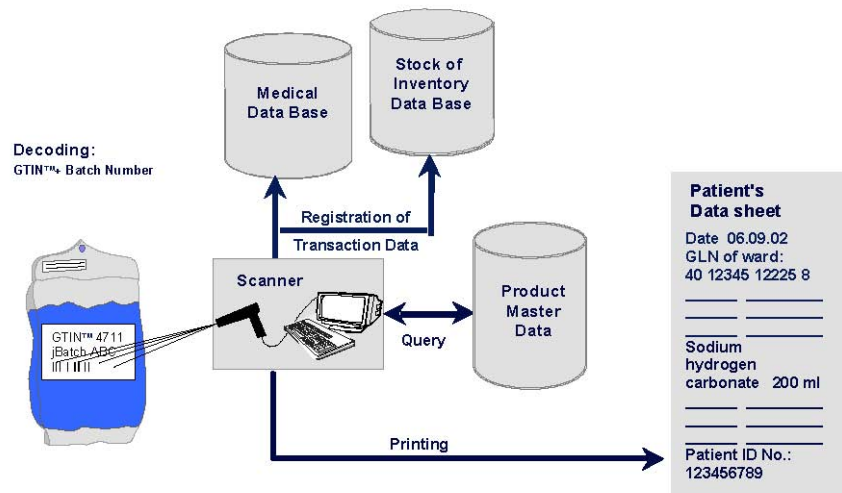 Medical
Data Base
Stock of
Inventory
Data Base
Decoding:
GTIN™+ Batch Number
Registration of
Transaction Data
Scanner
Product
Master
Data
Query
GTIN™ 4711
jBatch ABC
Printing
Patient's
Data sheet
Date 06.09.02
GLN of ward:
40 12345 12225 8
Sodium
hydrogen
carbonate 200 ml
Patient ID No.:
123456789